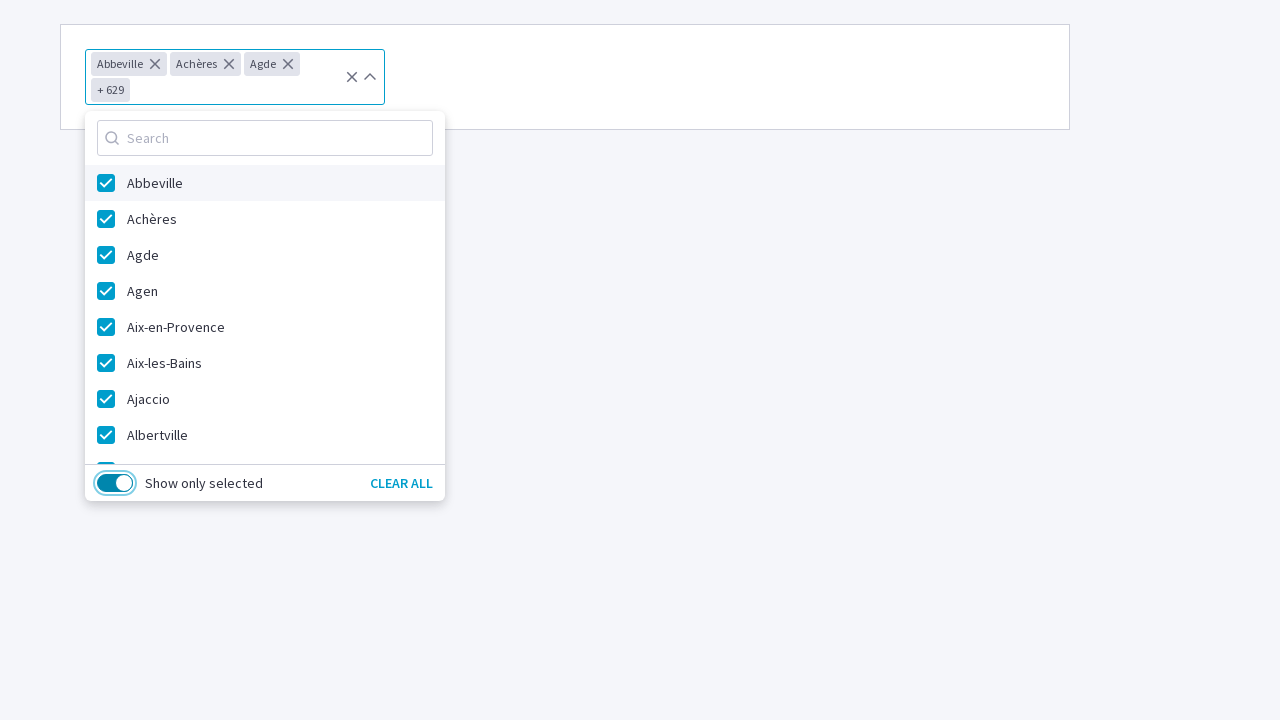 Abbeville Achères Agde
+ 629
Search
Abbeville
Achères
Agde
Agen
Aix-en-Provence
Aix-les-Bains
Ajaccio
Albertville
Show only selected CLEAR ALL